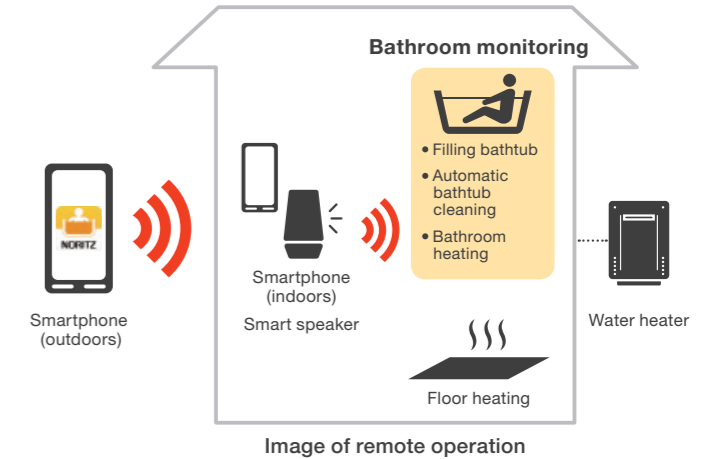 Bathroom monitoring
• Filling bathtub
• Automatic
bathtub
cleaning
• Bathroom
heating
NORITZ
Smartphone
(outdoors)
Smartphone
(indoors)
Smart speaker
Water heater
Floor heating
Image of remote operation